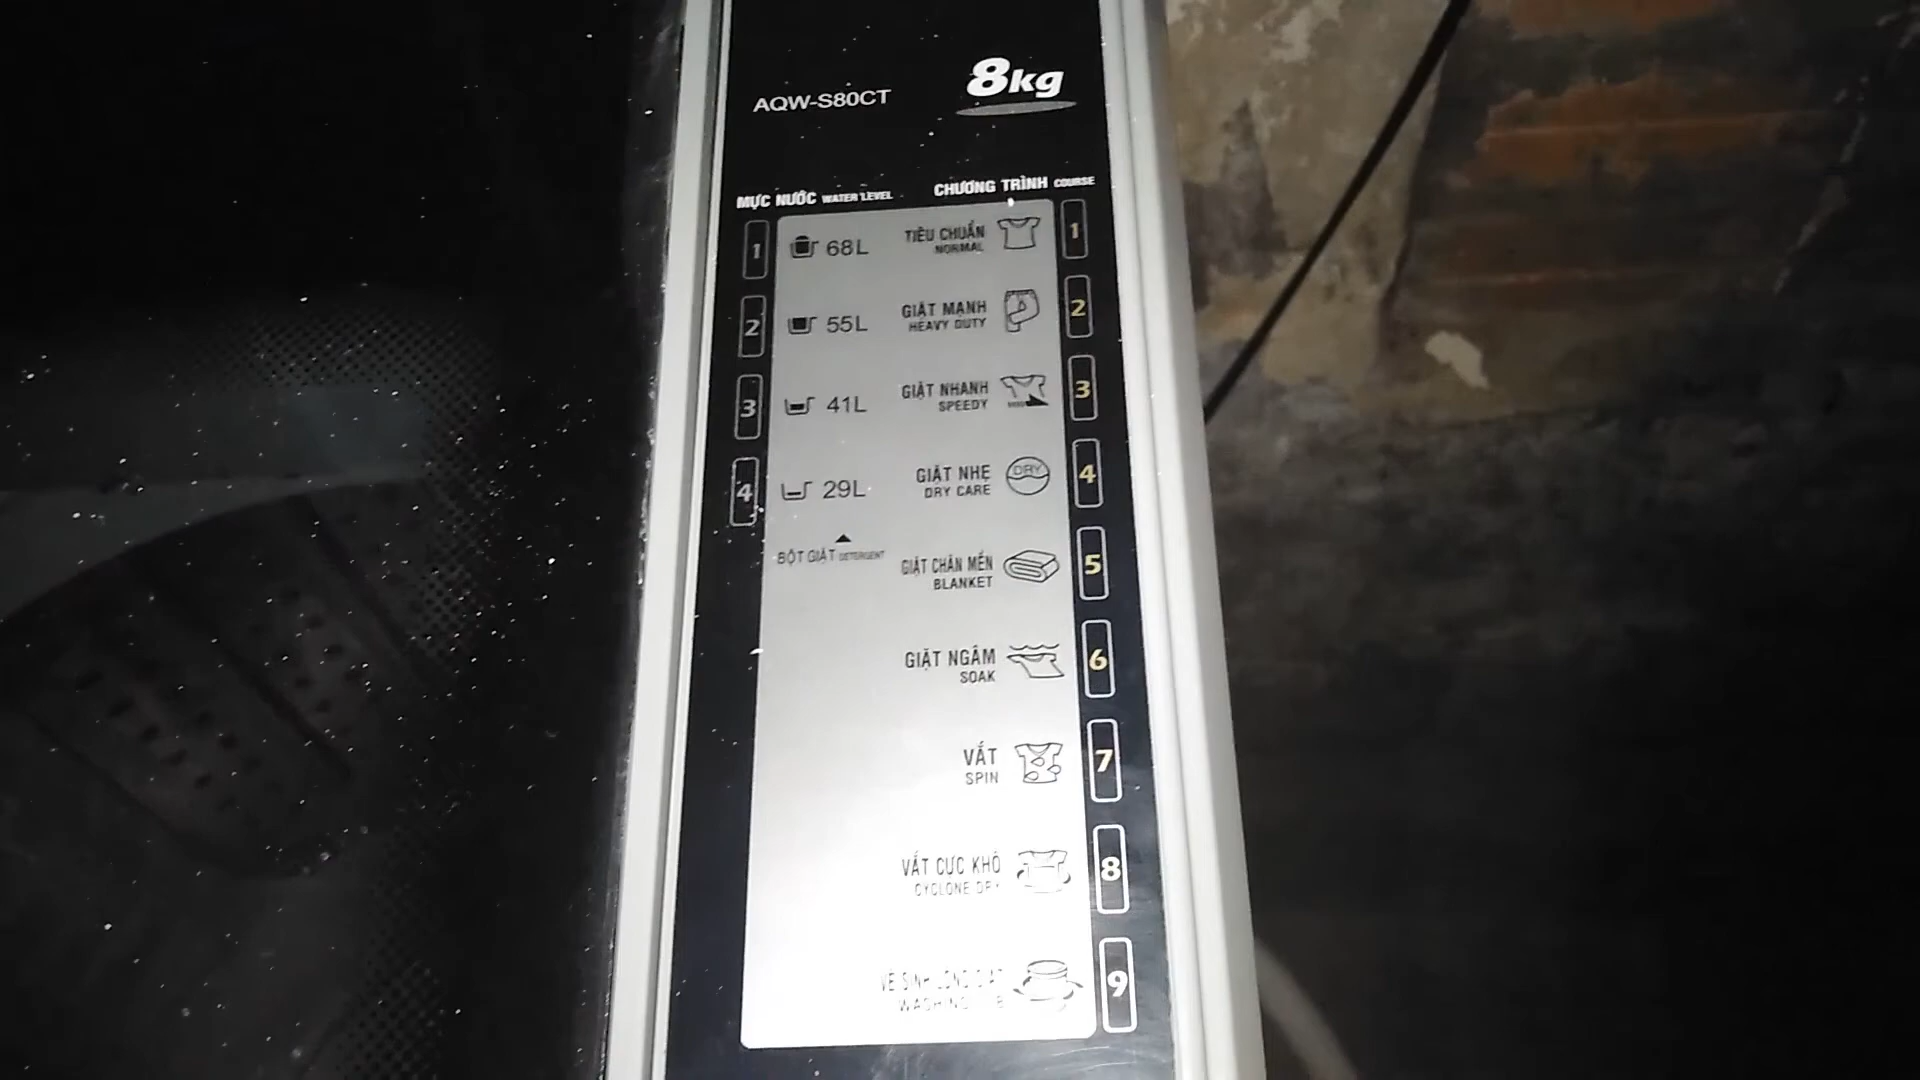 AQW-S80CT
8kg
MỰC NƯỚC WATER LEVEL
CHƯƠNG TRÌNH COURSE
1 68L TIÊU CHUẨN 1
NORMAL
2 55L GIẶT MẠNH 2
HEAVY DUTY
3 41L GIẶT NHANH 3
SPEEDY
4 29L GIẶT NHẸ DRY 4
DRY CARE
BỘT GIẶT DETERGENT
GIẶT CHĂN MỀN 5
BLANKET
GIẶT NGÂM 6
SOAK
VẮT 7
SPIN
VẮT CỰC KHÔ 8
CYCLONE DRY
9